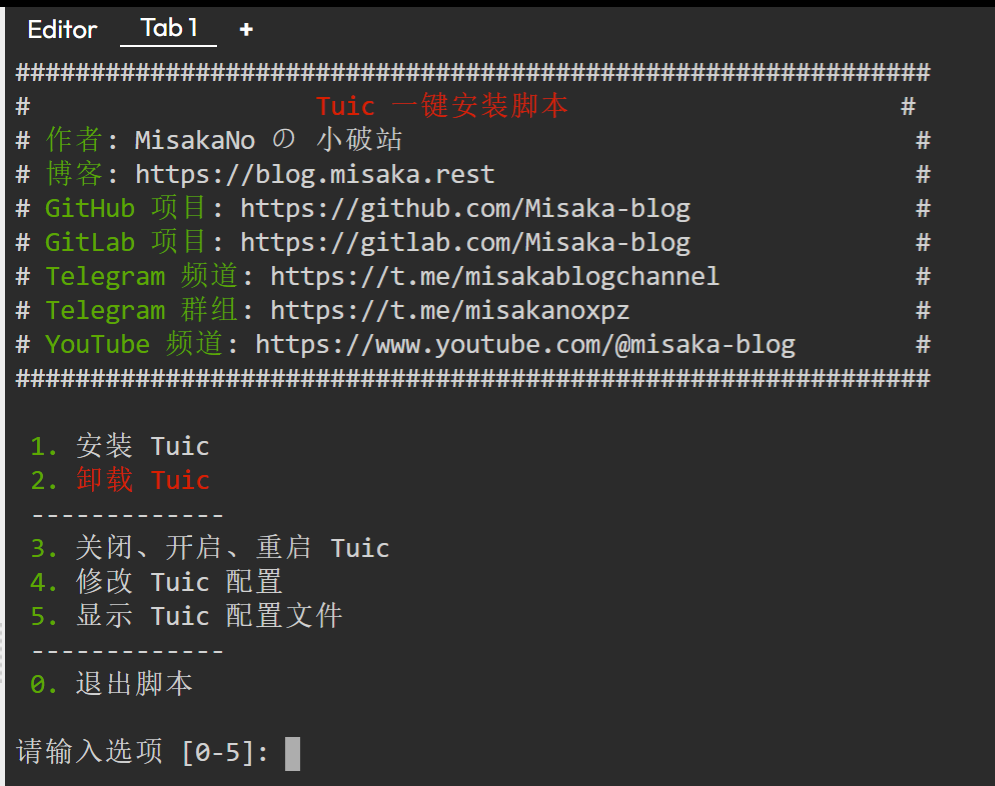 Editor Tab 1 +
#############################################################
# Tuic 一键安装脚本 #
# 作者: MisakaNo の 小破站 #
# 博客: https://blog.misaka.rest #
# GitHub 项目: https://github.com/Misaka-blog #
# GitLab 项目: https://gitlab.com/Misaka-blog #
# Telegram 频道: https://t.me/misakablogchannel #
# Telegram 群组: https://t.me/misakanoxpz #
# YouTube 频道: https://www.youtube.com/@misaka-blog #
#############################################################
1. 安装 Tuic
2. 卸载 Tuic
-------------
3. 关闭、开启、重启 Tuic
4. 修改 Tuic 配置
5. 显示 Tuic 配置文件
-------------
0. 退出脚本
请输入选项 [0-5]: